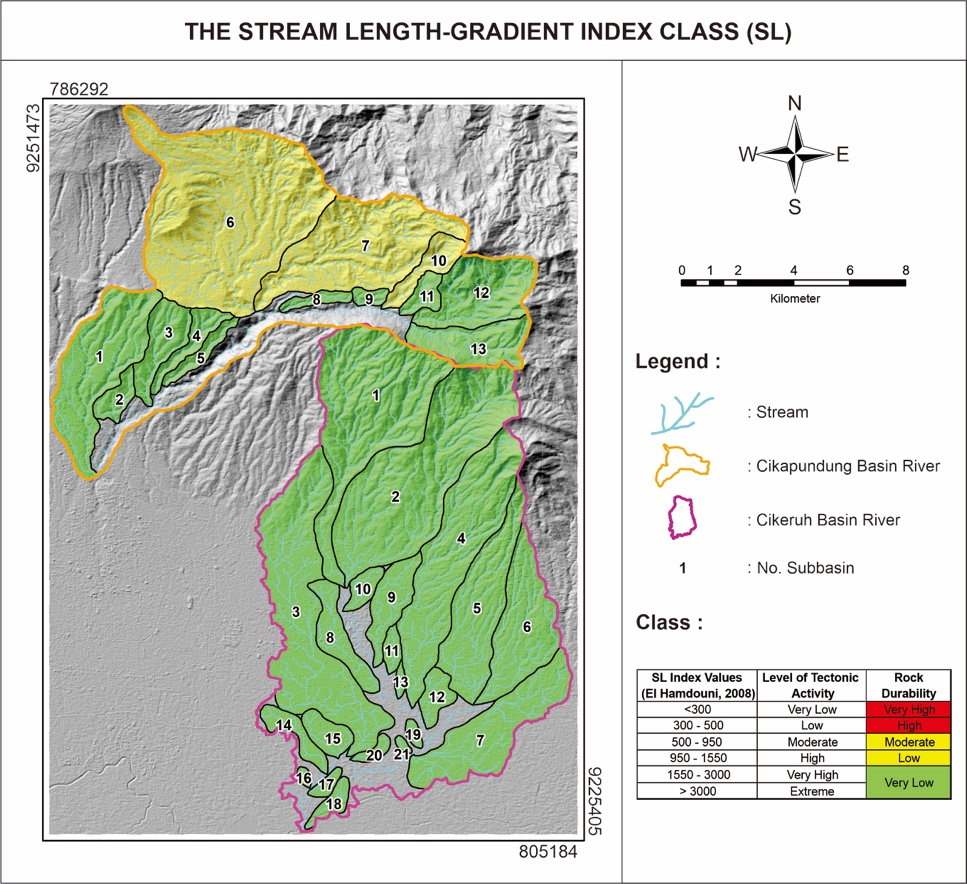 THE STREAM LENGTH-GRADIENT INDEX CLASS (SL)
786292
9251473
6
7
10
11
12
13
8
9
1
2
3
4
5
1
2
4
3
10
9
5
6
8
11
13
12
7
14
15
19
20
21
16
17
18
9225405
805184
N
W E
S
0 1 2 4 6 8
Kilometer
Legend :
: Stream
: Cikapundung Basin River
: Cikeruh Basin River
1 : No. Subbasin
Class :
SL Index Values Level of Tectonic Rock
(El Hamdouni, 2008) Activity Durability
<300 Very Low Very High
300 - 500 Low High
500 - 950 Moderate Moderate
950 - 1550 High Low
1550 - 3000 Very High Very Low
> 3000 Extreme